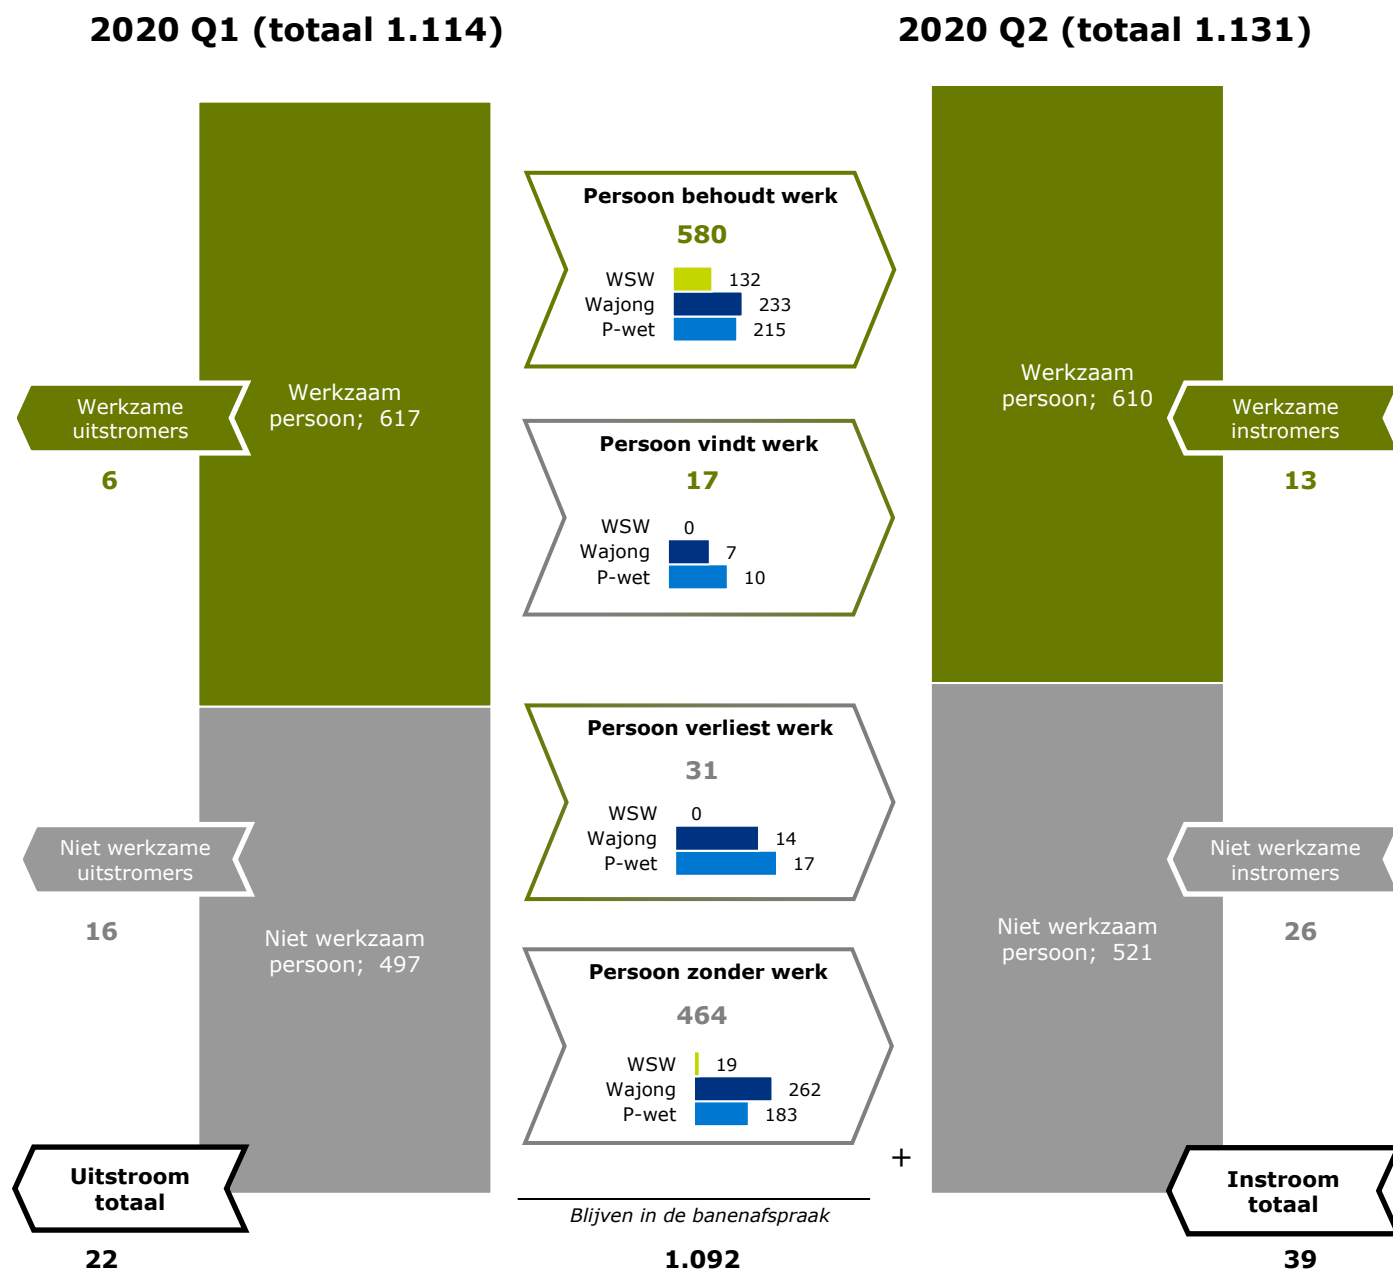 2020 Q1 (totaal 1.114)
2020 Q2 (totaal 1.131)
Werkzaam
persoon; 617
Werkzame
uitstromers
6
Niet werkzaam
persoon; 497
Niet werkzame
uitstromers
16
Uitstroom
totaal
22
Persoon behoudt werk
580
WSW 132
Wajong 233
P-wet 215
Persoon vindt werk
17
WSW 0
Wajong 7
P-wet 10
Persoon verliest werk
31
WSW 0
Wajong 14
P-wet 17
Persoon zonder werk
464
WSW 19
Wajong 262
P-wet 183
+
Blijven in de banenafspraak
1.092
Werkzaam
persoon; 610
Werkzame
instromers
13
Niet werkzaam
persoon; 521
Niet werkzame
instromers
26
Instroom
totaal
39